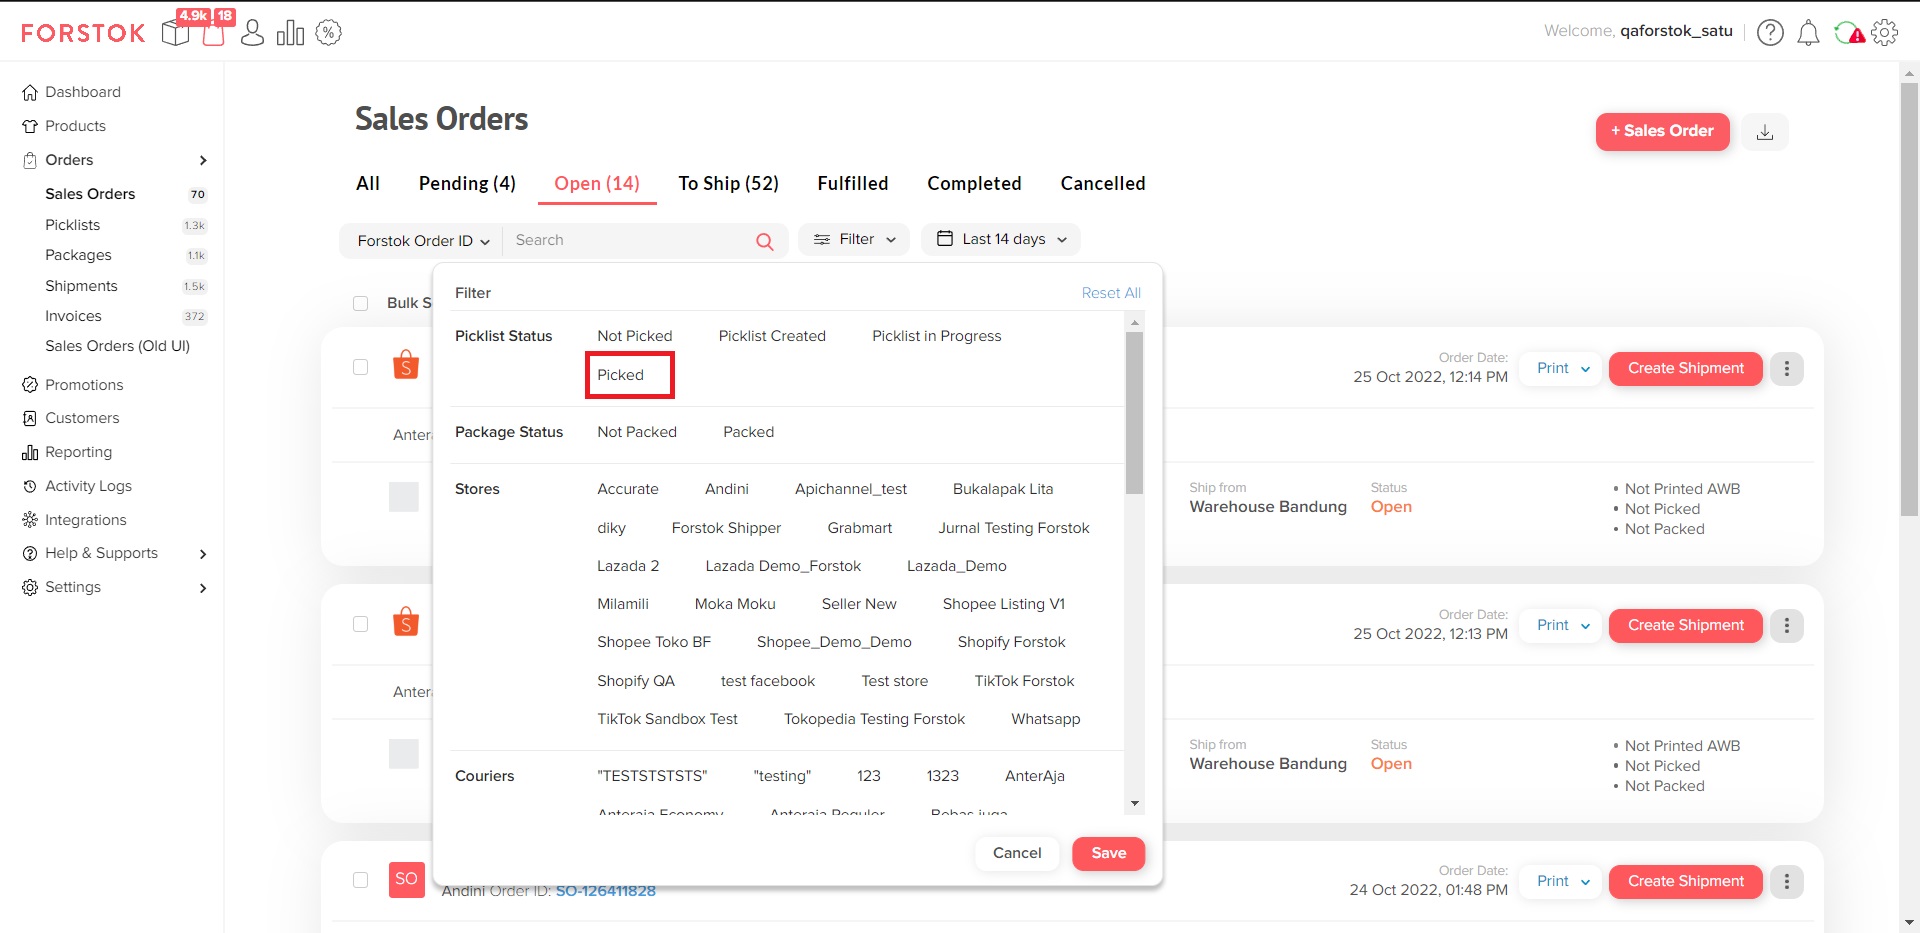 FORSTOK
4.9k
18
Welcome, qaforstok_satu
Dashboard
Products
Orders
Sales Orders 70
Picklists 1.3k
Packages 1.1k
Shipments 1.5k
Invoices 372
Sales Orders (Old UI)
Promotions
Customers
Reporting
Activity Logs
Integrations
Help & Supports
Settings
Sales Orders
+ Sales Order
All Pending (4) Open (14) To Ship (52) Fulfilled Completed Cancelled
Forstok Order ID Search Filter Last 14 days
Bulk S
Filter Reset All
Picklist Status Not Picked Picklist Created Picklist in Progress
Picked
Package Status Not Packed Packed
Stores Accurate Andini Apichannel_test Bukalapak Lita
diky Forstok Shipper Grabmart Jurnal Testing Forstok
Lazada 2 Lazada Demo_Forstok Lazada_Demo
Milamili Moka Moku Seller New Shopee Listing V1
Shopee Toko BF Shopee_Demo_Demo Shopify Forstok
Shopify QA test facebook Test store TikTok Forstok
TikTok Sandbox Test Tokopedia Testing Forstok Whatsapp
Couriers "TESTSTSTSTS" "testing" 123 1323 AnterAja
Anteraja Economy Anteraja Reguler Bebas juga
Cancel Save
Order Date:
25 Oct 2022, 12:14 PM
Print Create Shipment
Anter
Ship from
Warehouse Bandung
Status
Open
• Not Printed AWB
• Not Picked
• Not Packed
Order Date:
25 Oct 2022, 12:13 PM
Print Create Shipment
Anter
Ship from
Warehouse Bandung
Status
Open
• Not Printed AWB
• Not Picked
• Not Packed
SO
Andini Order ID: SO-126411828
Order Date:
24 Oct 2022, 01:48 PM
Print Create Shipment